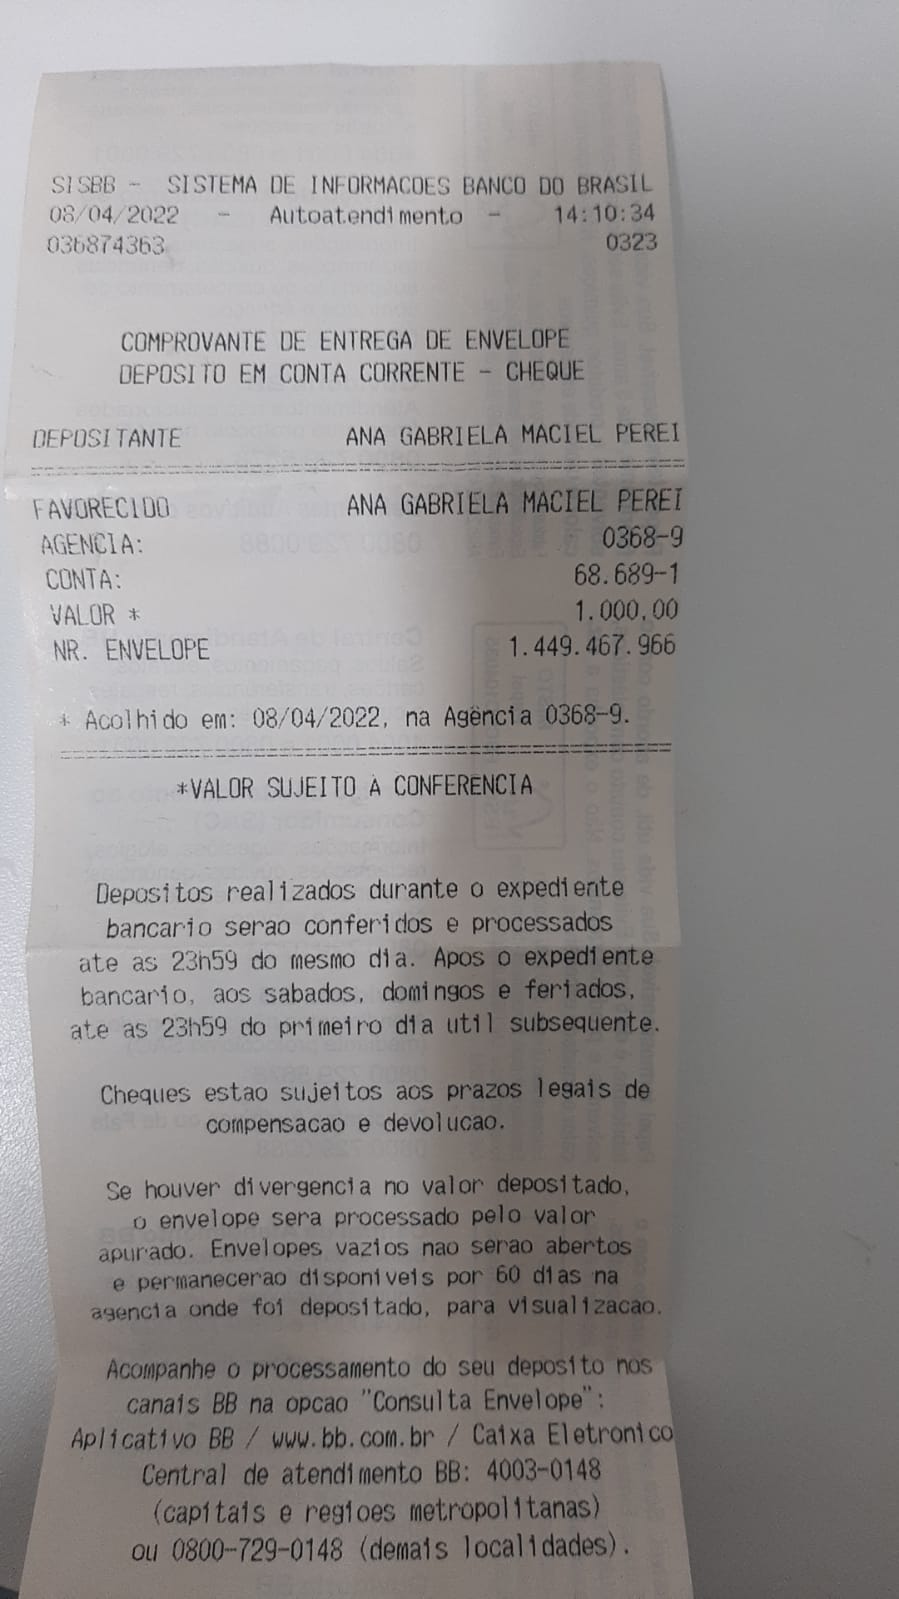 SISBB - SISTEMA DE INFORMACOES BANCO DO BRASIL
08/04/2022 - Autoatendimento - 14:10:34
036874363 0323
COMPROVANTE DE ENTREGA DE ENVELOPE
DEPOSITO EM CONTA CORRENTE - CHEQUE
DEPOSITANTE ANA GABRIELA MACIEL PEREI
================================================
FAVORECIDO ANA GABRIELA MACIEL PEREI
AGENCIA: 0368-9
CONTA: 68.689-1
VALOR * 1.000,00
NR. ENVELOPE 1.449.467.966
* Acolhido em: 08/04/2022, na Agência 0368-9.
================================================
*VALOR SUJEITO A CONFERENCIA
Depositos realizados durante o expediente
bancario serao conferidos e processados
ate as 23h59 do mesmo dia. Apos o expediente
bancario, aos sabados, domingos e feriados,
ate as 23h59 do primeiro dia util subsequente.
Cheques estao sujeitos aos prazos legais de
compensacao e devolucao.
Se houver divergencia no valor depositado,
o envelope sera processado pelo valor
apurado. Envelopes vazios nao serao abertos
e permanecerao disponiveis por 60 dias na
agencia onde foi depositado, para visualizacao.
Acompanhe o processamento do seu deposito nos
canais BB na opcao "Consulta Envelope":
Aplicativo BB / www.bb.com.br / Caixa Eletronico
Central de atendimento BB: 4003-0148
(capitais e regioes metropolitanas)
ou 0800-729-0148 (demais localidades).